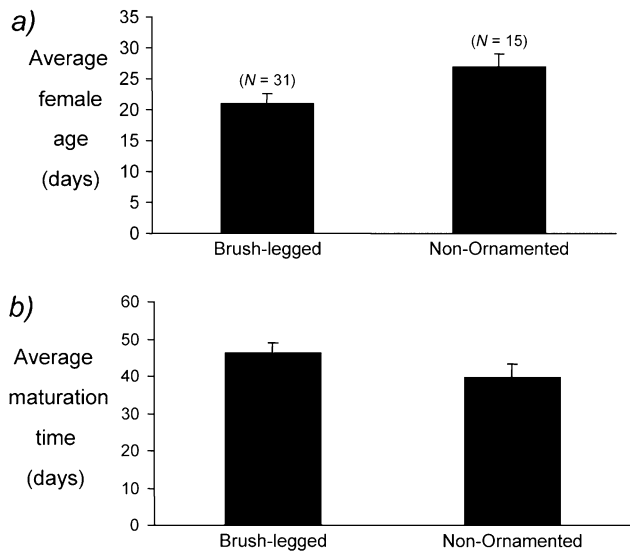 a)
Average
female
age
(days)
35
30
25
20
15
10
5
0
(N = 31)
(N = 15)
Brush-legged Non-Ornamented
b)
Average
maturation
time
(days)
60
50
40
30
20
10
0
Brush-legged Non-Ornamented